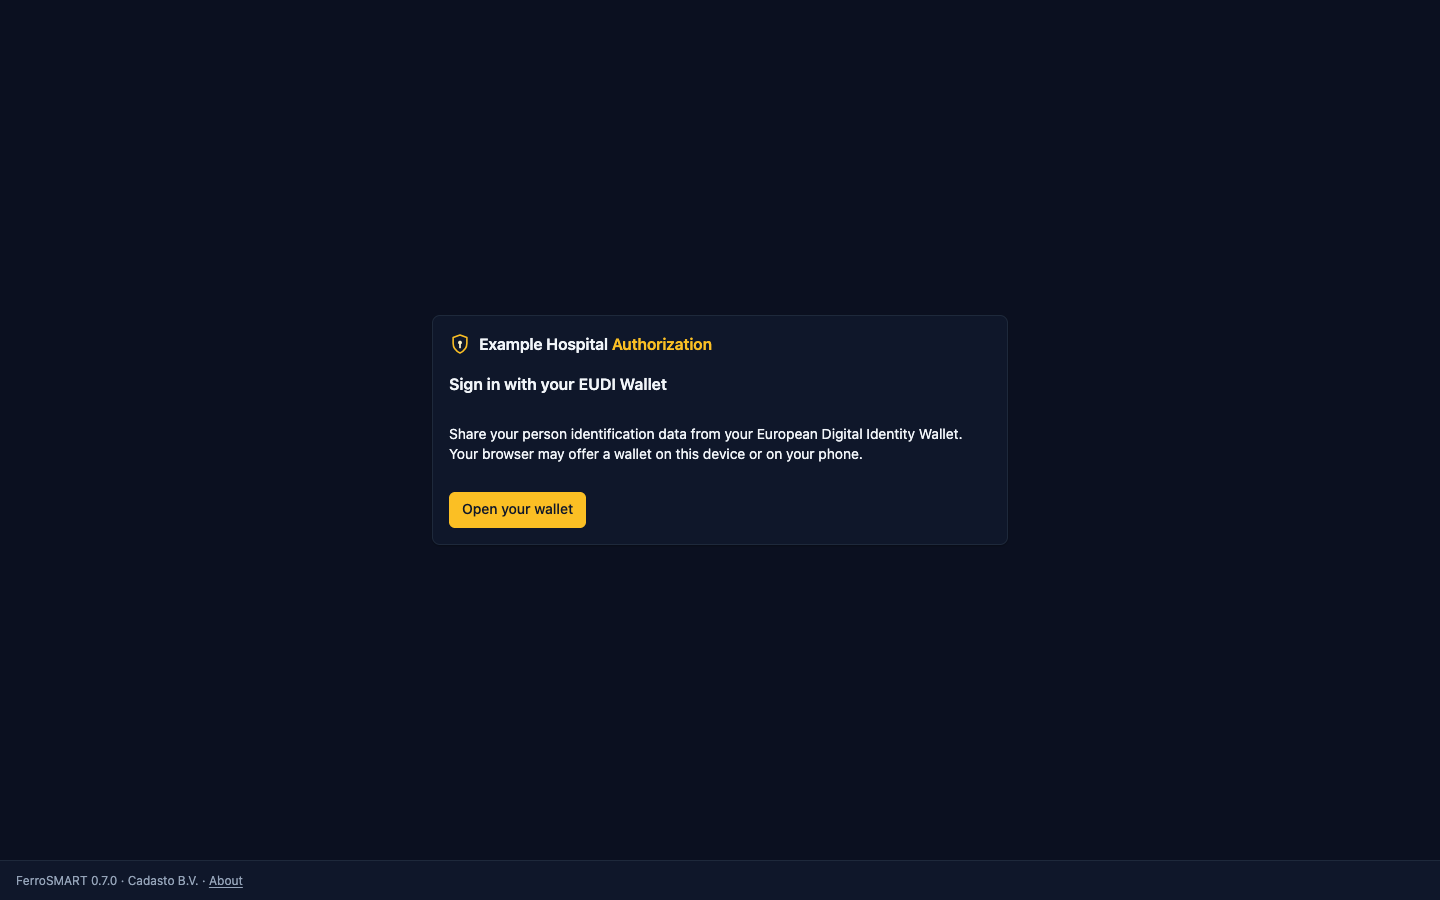 Example Hospital Authorization
Sign in with your EUDI Wallet
Share your person identification data from your European Digital Identity Wallet.
Your browser may offer a wallet on this device or on your phone.
Open your wallet
FerroSMART 0.7.0 · Cadasto B.V. · About